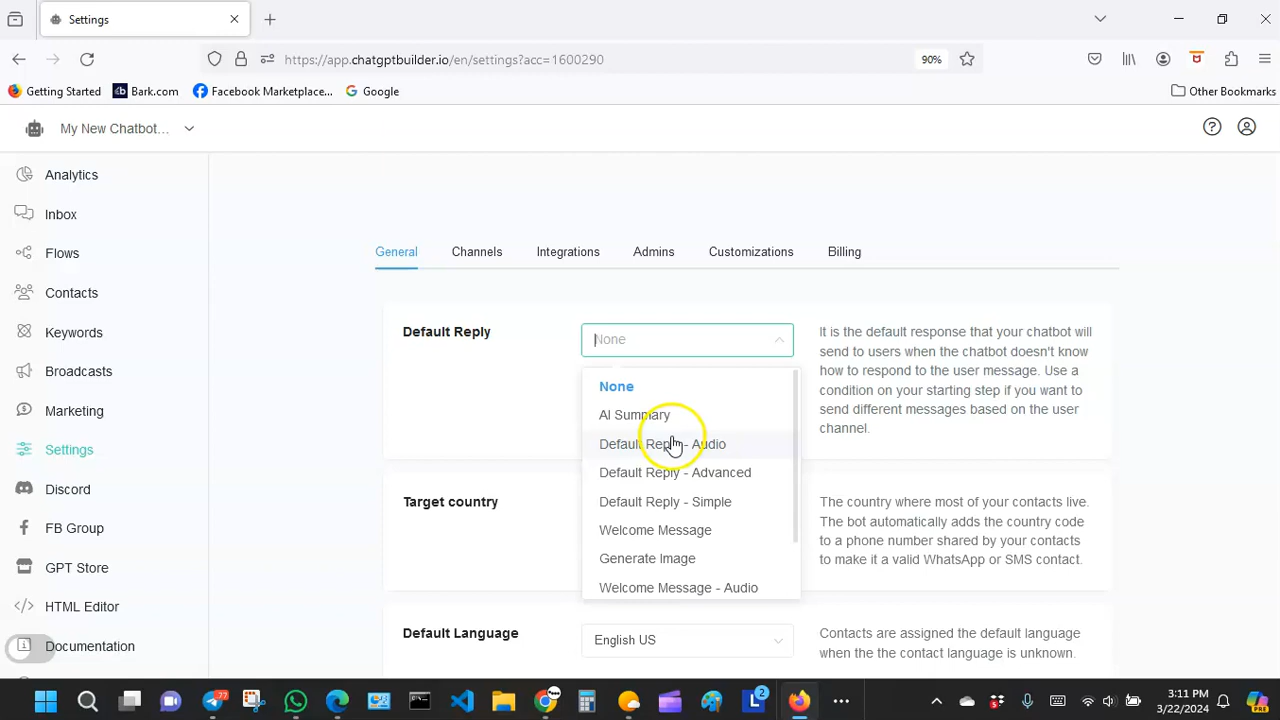 Settings
https://app.chatgptbuilder.io/en/settings?acc=1600290
90%
Getting Started
Bark.com
Facebook Marketplace...
Google
Other Bookmarks
My New Chatbot...
Analytics
Inbox
Flows
Contacts
Keywords
Broadcasts
Marketing
Settings
Discord
FB Group
GPT Store
HTML Editor
Documentation
General
Channels
Integrations
Admins
Customizations
Billing
Default Reply
None
None
AI Summary
Default Reply - Audio
Default Reply - Advanced
Default Reply - Simple
Welcome Message
Generate Image
Welcome Message - Audio
It is the default response that your chatbot will
send to users when the chatbot doesn't know
how to respond to the user message. Use a
condition on your starting step if you want to
send different messages based on the user
channel.
Target country
The country where most of your contacts live.
The bot automatically adds the country code
to a phone number shared by your contacts
to make it a valid WhatsApp or SMS contact.
Default Language
English US
Contacts are assigned the default language
when the the contact language is unknown.
77
L
2
3:11 PM
3/22/2024
PRE